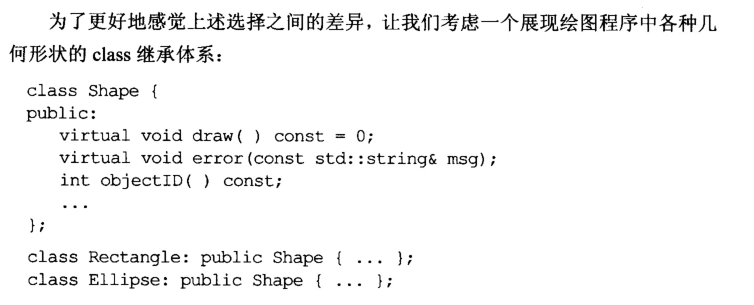 为了更好地感觉上述选择之间的差异，让我们考虑一个展现绘图程序中各种几
何形状的 class 继承体系：
class Shape {
public:
virtual void draw( ) const = 0;
virtual void error(const std::string& msg);
int objectID( ) const;
...
};
class Rectangle: public Shape { ... };
class Ellipse: public Shape { ... };